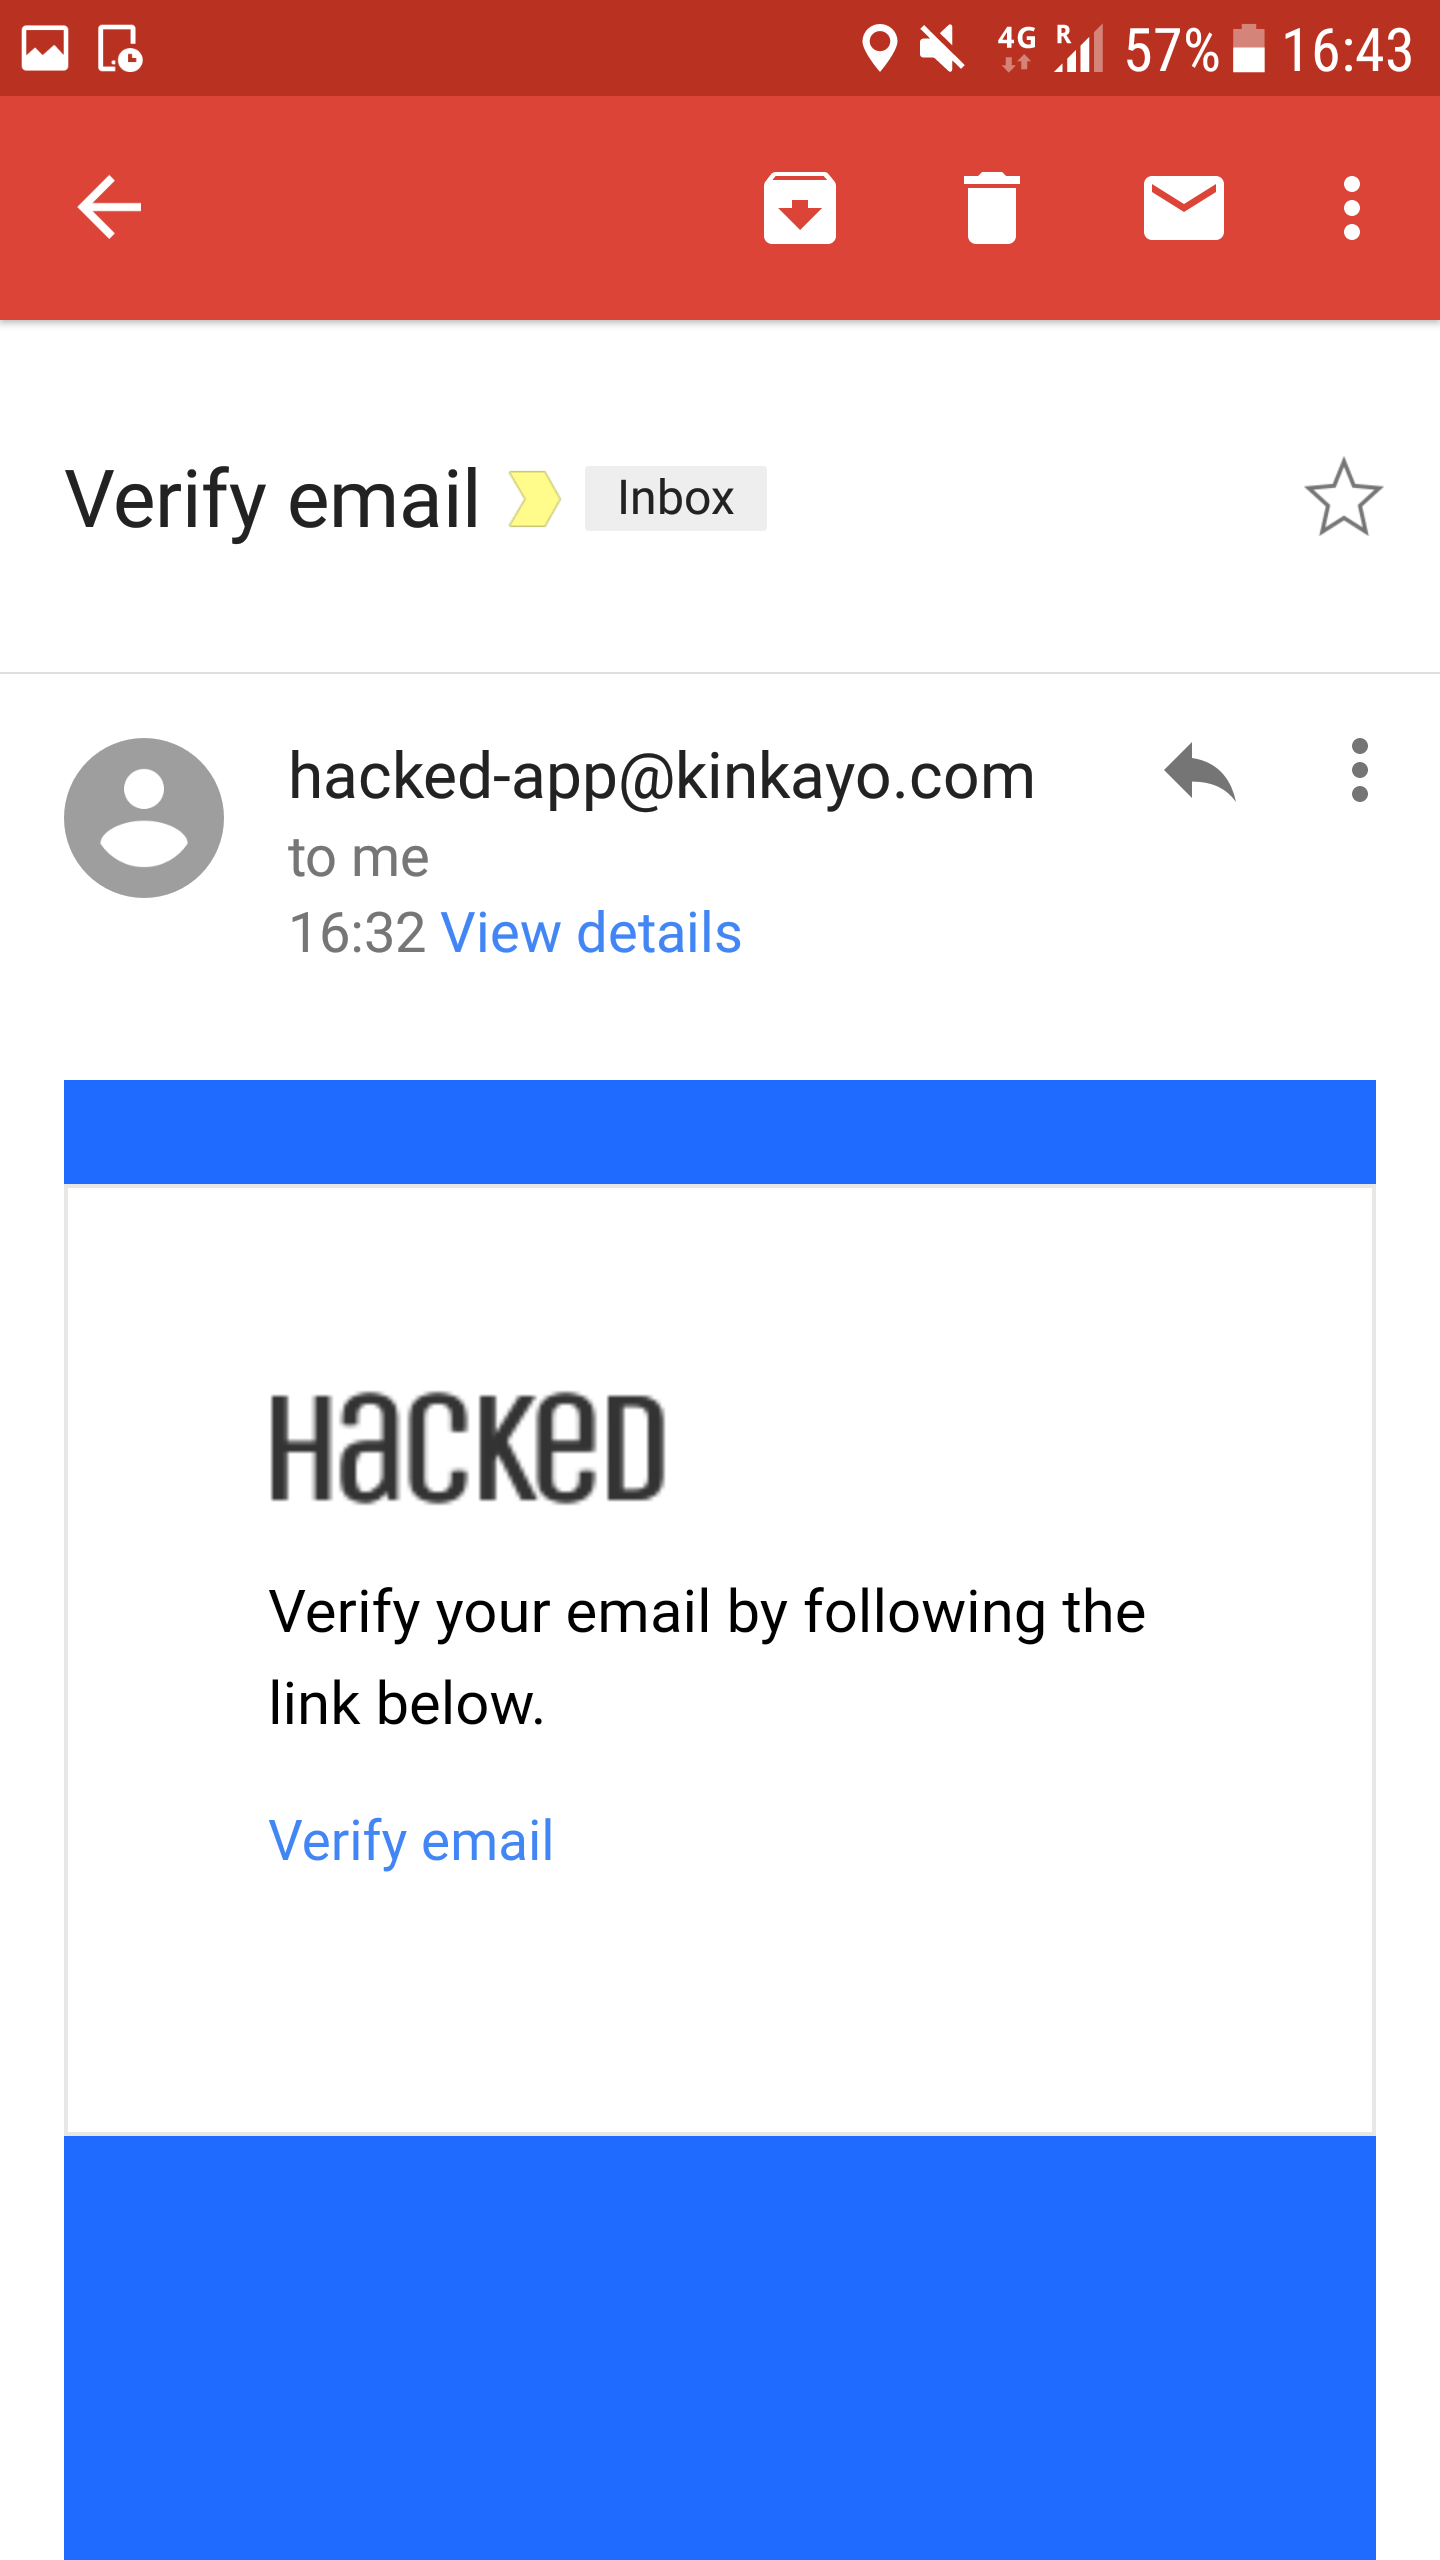 4G R 57% 16:43
Verify email Inbox
hacked-app@kinkayo.com
to me
16:32 View details
HacKeD
Verify your email by following the
link below.
Verify email